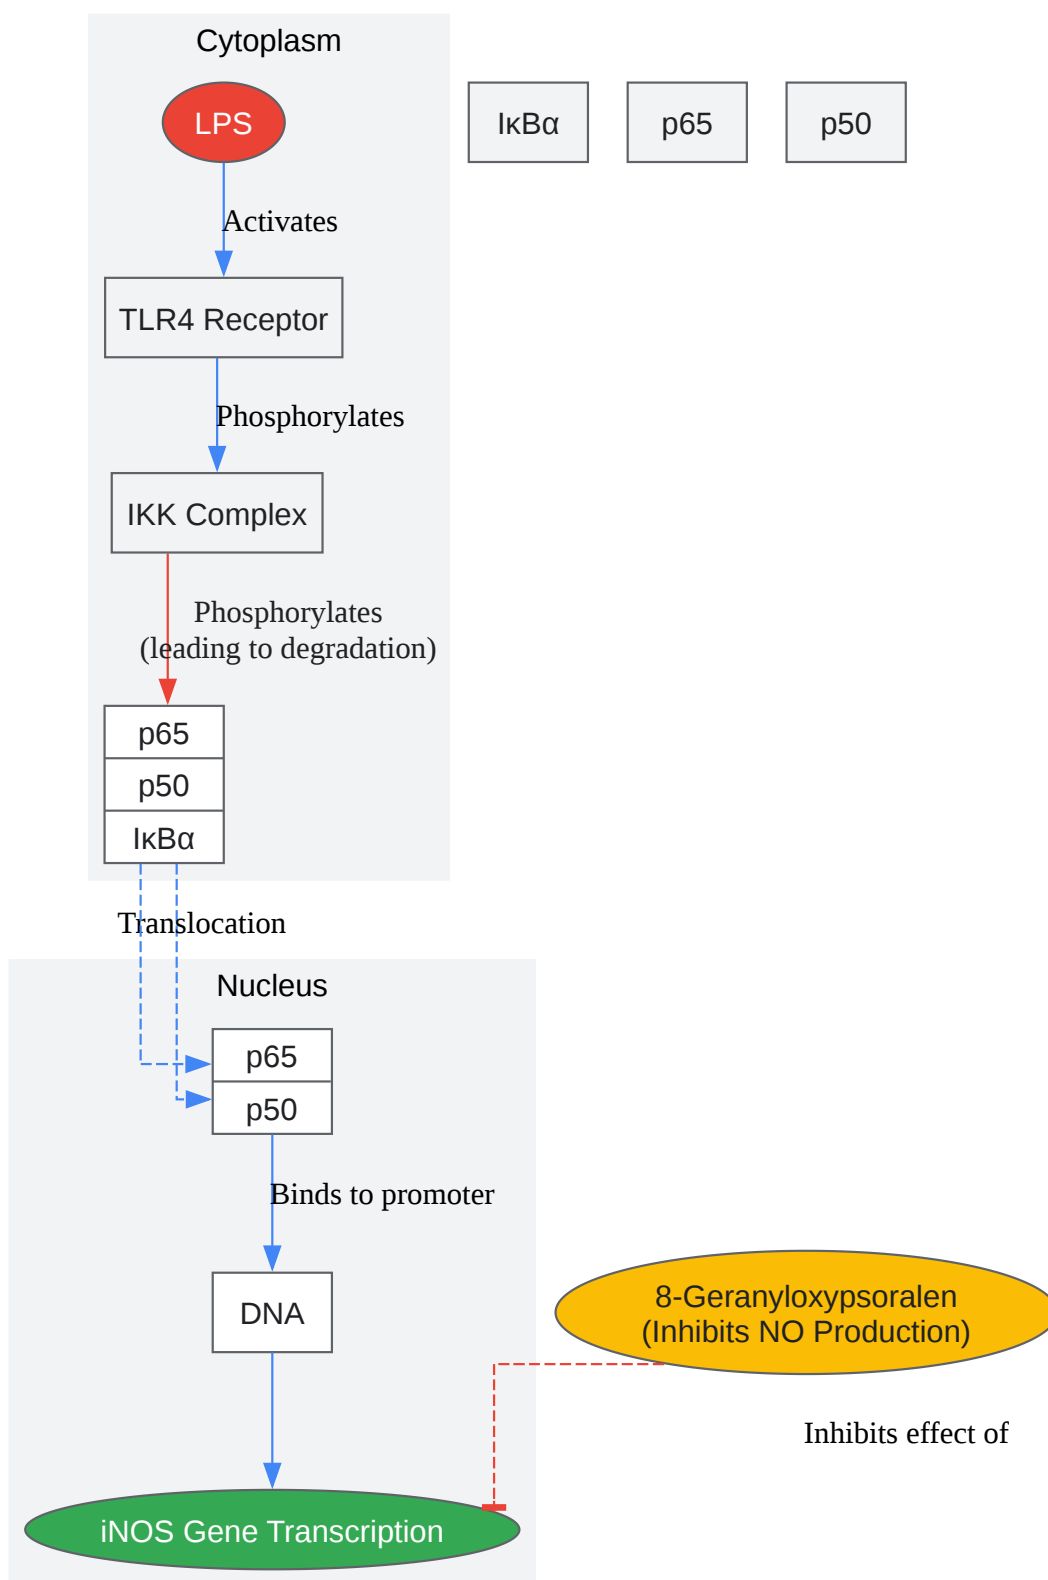 Cytoplasm
LPS
IκBα
p65
p50
Activates
TLR4 Receptor
Phosphorylates
IKK Complex
Phosphorylates
(leading to degradation)
p65
p50
IκBα
Translocation
Nucleus
p65
p50
Binds to promoter
DNA
8-Geranyloxypsoralen
(Inhibits NO Production)
Inhibits effect of
iNOS Gene Transcription